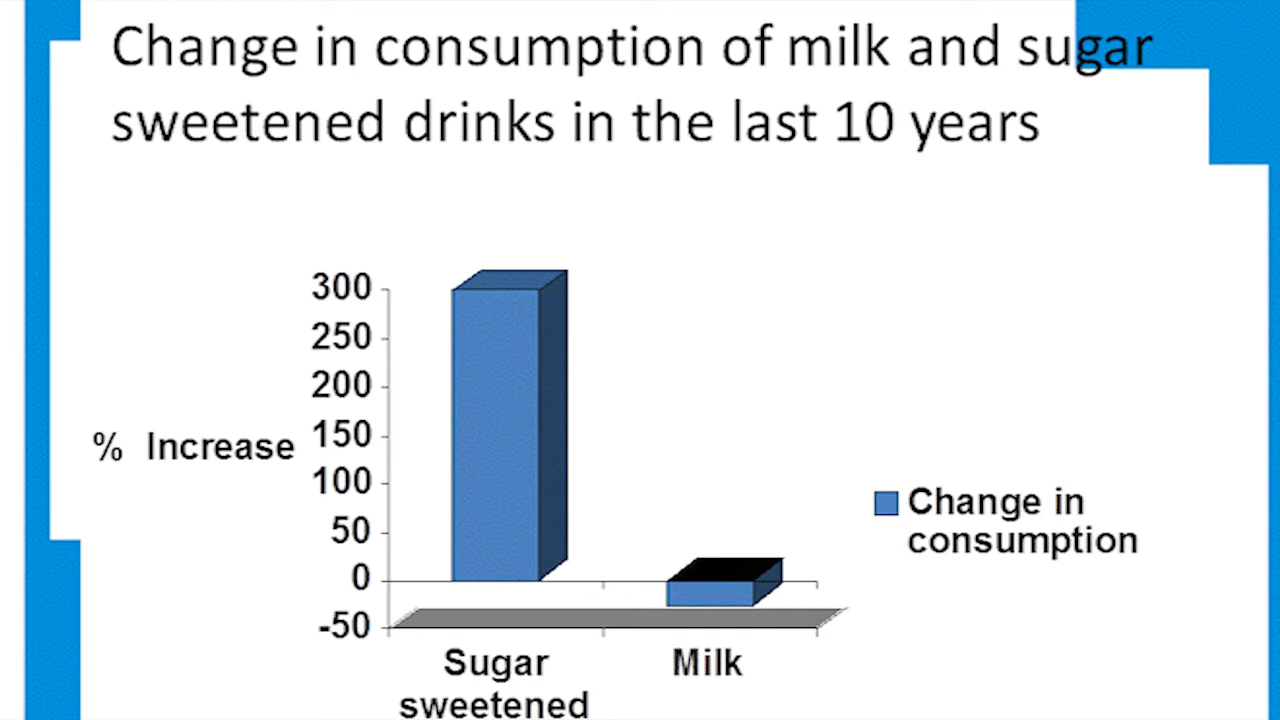 Change in consumption of milk and sugar
sweetened drinks in the last 10 years
300
250
200
150
% Increase
100
50
0
-50
Change in
consumption
Sugar
sweetened
Milk